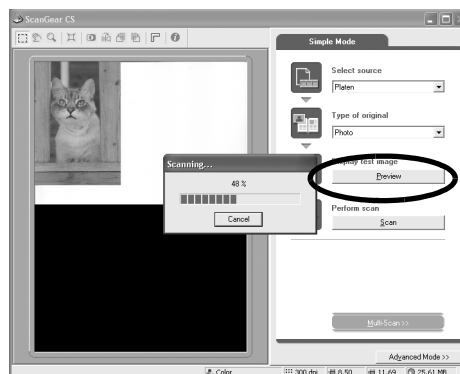 ScanGear CS
Simple Mode
Select source
Platen
Type of original
Photo
Display test image
Preview
Scanning...
48 %
Cancel
Perform scan
Scan
Multi-Scan >>
Advanced Mode >>
Color
300 dpi
8.50
11.69
25.61 MB